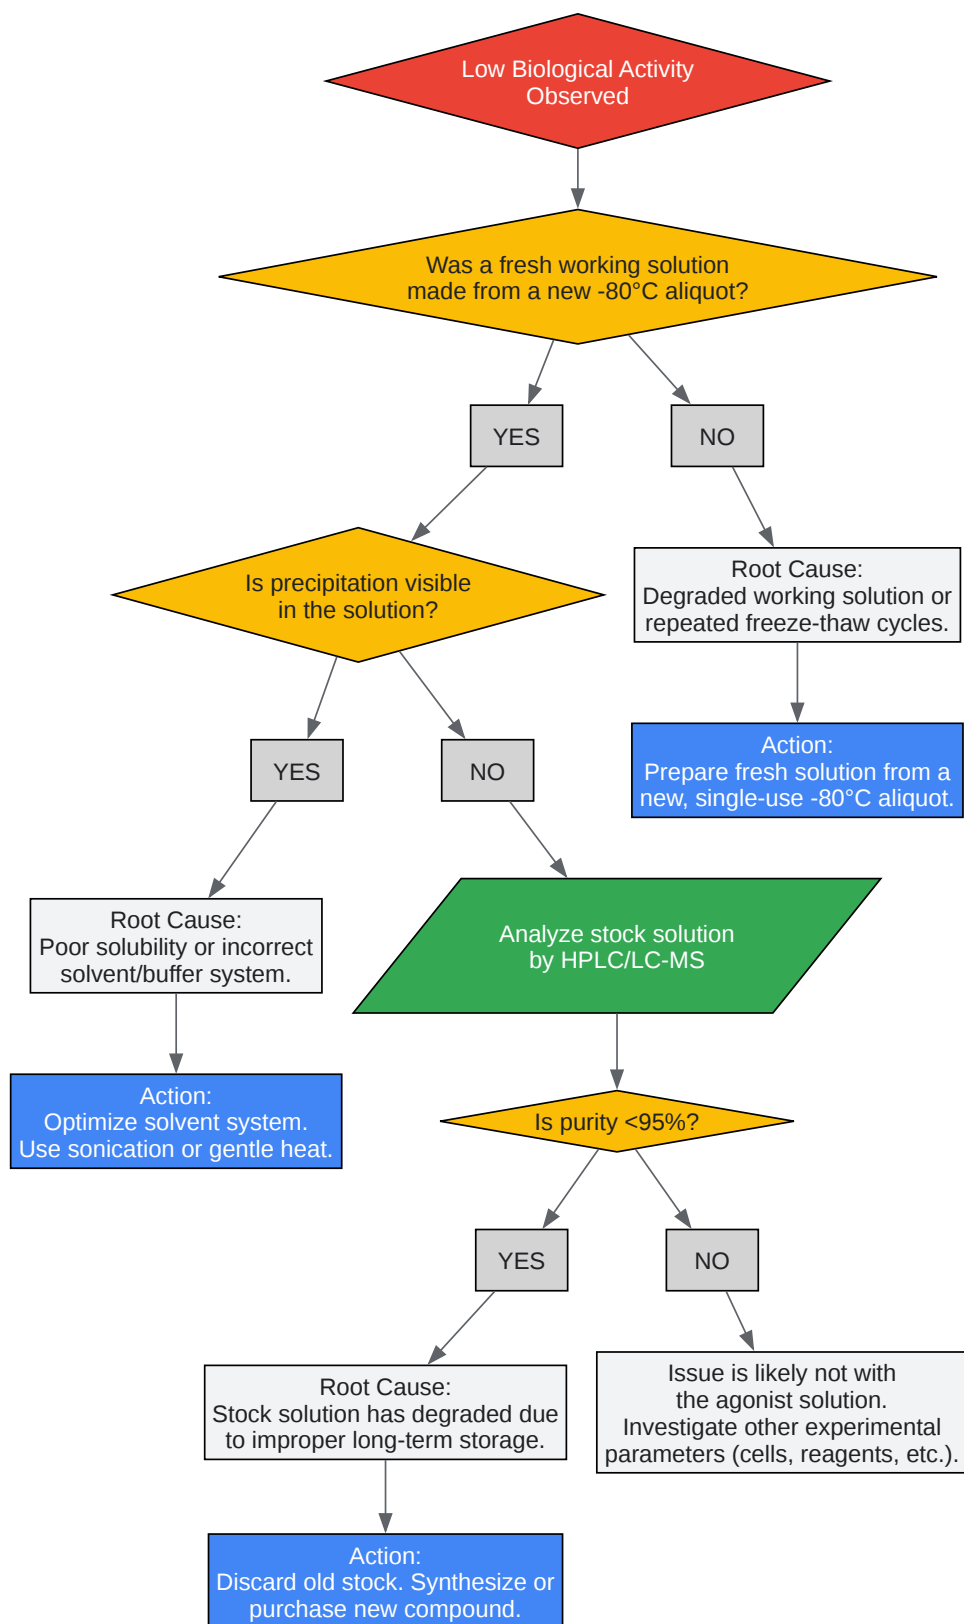 Low Biological Activity
Observed
Was a fresh working solution
made from a new -80°C aliquot?
YES
NO
Is precipitation visible
in the solution?
Root Cause:
Degraded working solution or
repeated freeze-thaw cycles.
Action:
Prepare fresh solution from a
new, single-use -80°C aliquot.
YES
NO
Root Cause:
Poor solubility or incorrect
solvent/buffer system.
Analyze stock solution
by HPLC/LC-MS
Action:
Optimize solvent system.
Use sonication or gentle heat.
Is purity <95%?
YES
NO
Root Cause:
Stock solution has degraded due
to improper long-term storage.
Issue is likely not with
the agonist solution.
Investigate other experimental
parameters (cells, reagents, etc.).
Action:
Discard old stock. Synthesize or
purchase new compound.